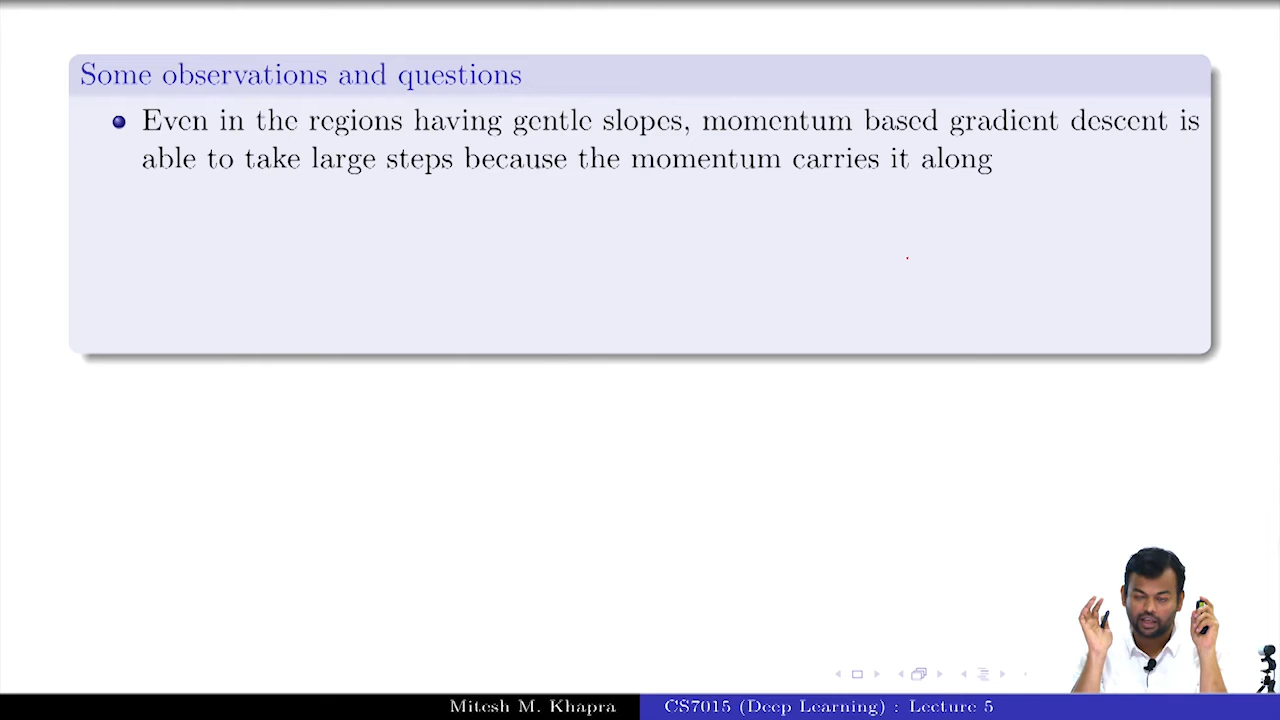 Some observations and questions
Even in the regions having gentle slopes, momentum based gradient descent is
able to take large steps because the momentum carries it along
Mitesh M. Khapra CS7015 (Deep Learning) : Lecture 5